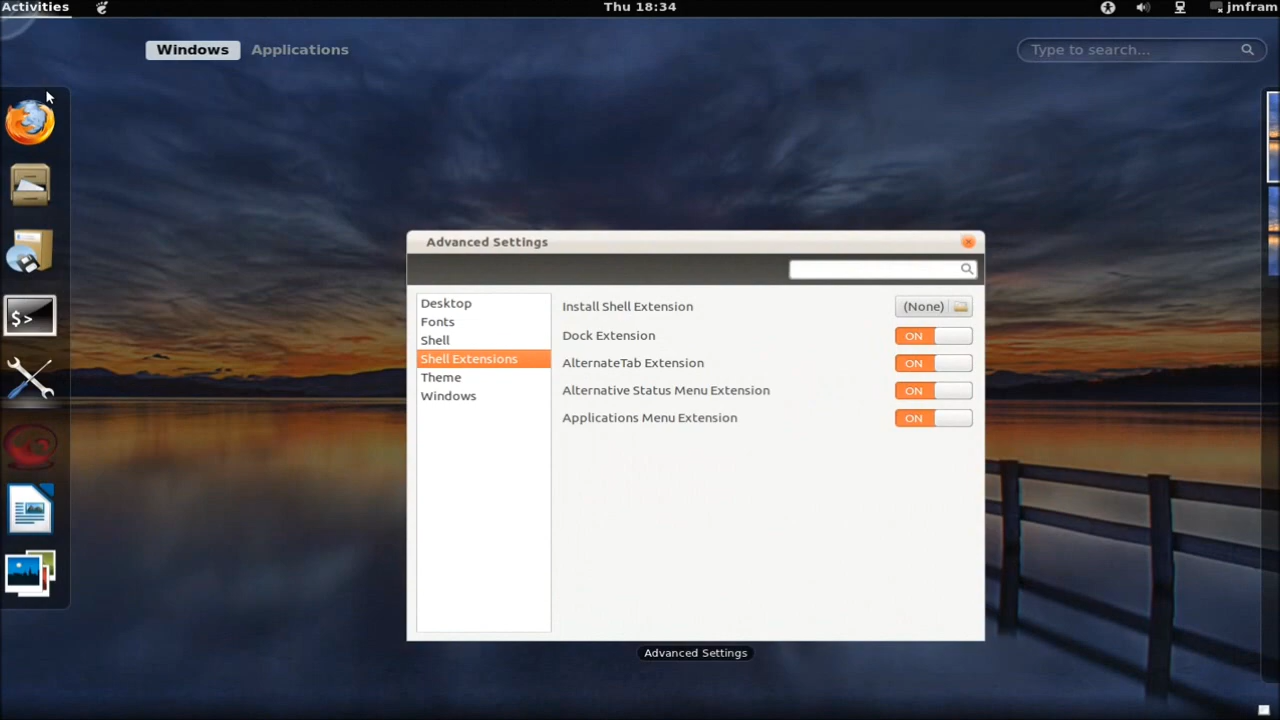 Activities
Thu 18:34
jmfram
Windows Applications
Type to search...
$>
Advanced Settings
Desktop
Fonts
Shell
Shell Extensions
Theme
Windows
Install Shell Extension (None)
Dock Extension ON
AlternateTab Extension ON
Alternative Status Menu Extension ON
Applications Menu Extension ON
Advanced Settings